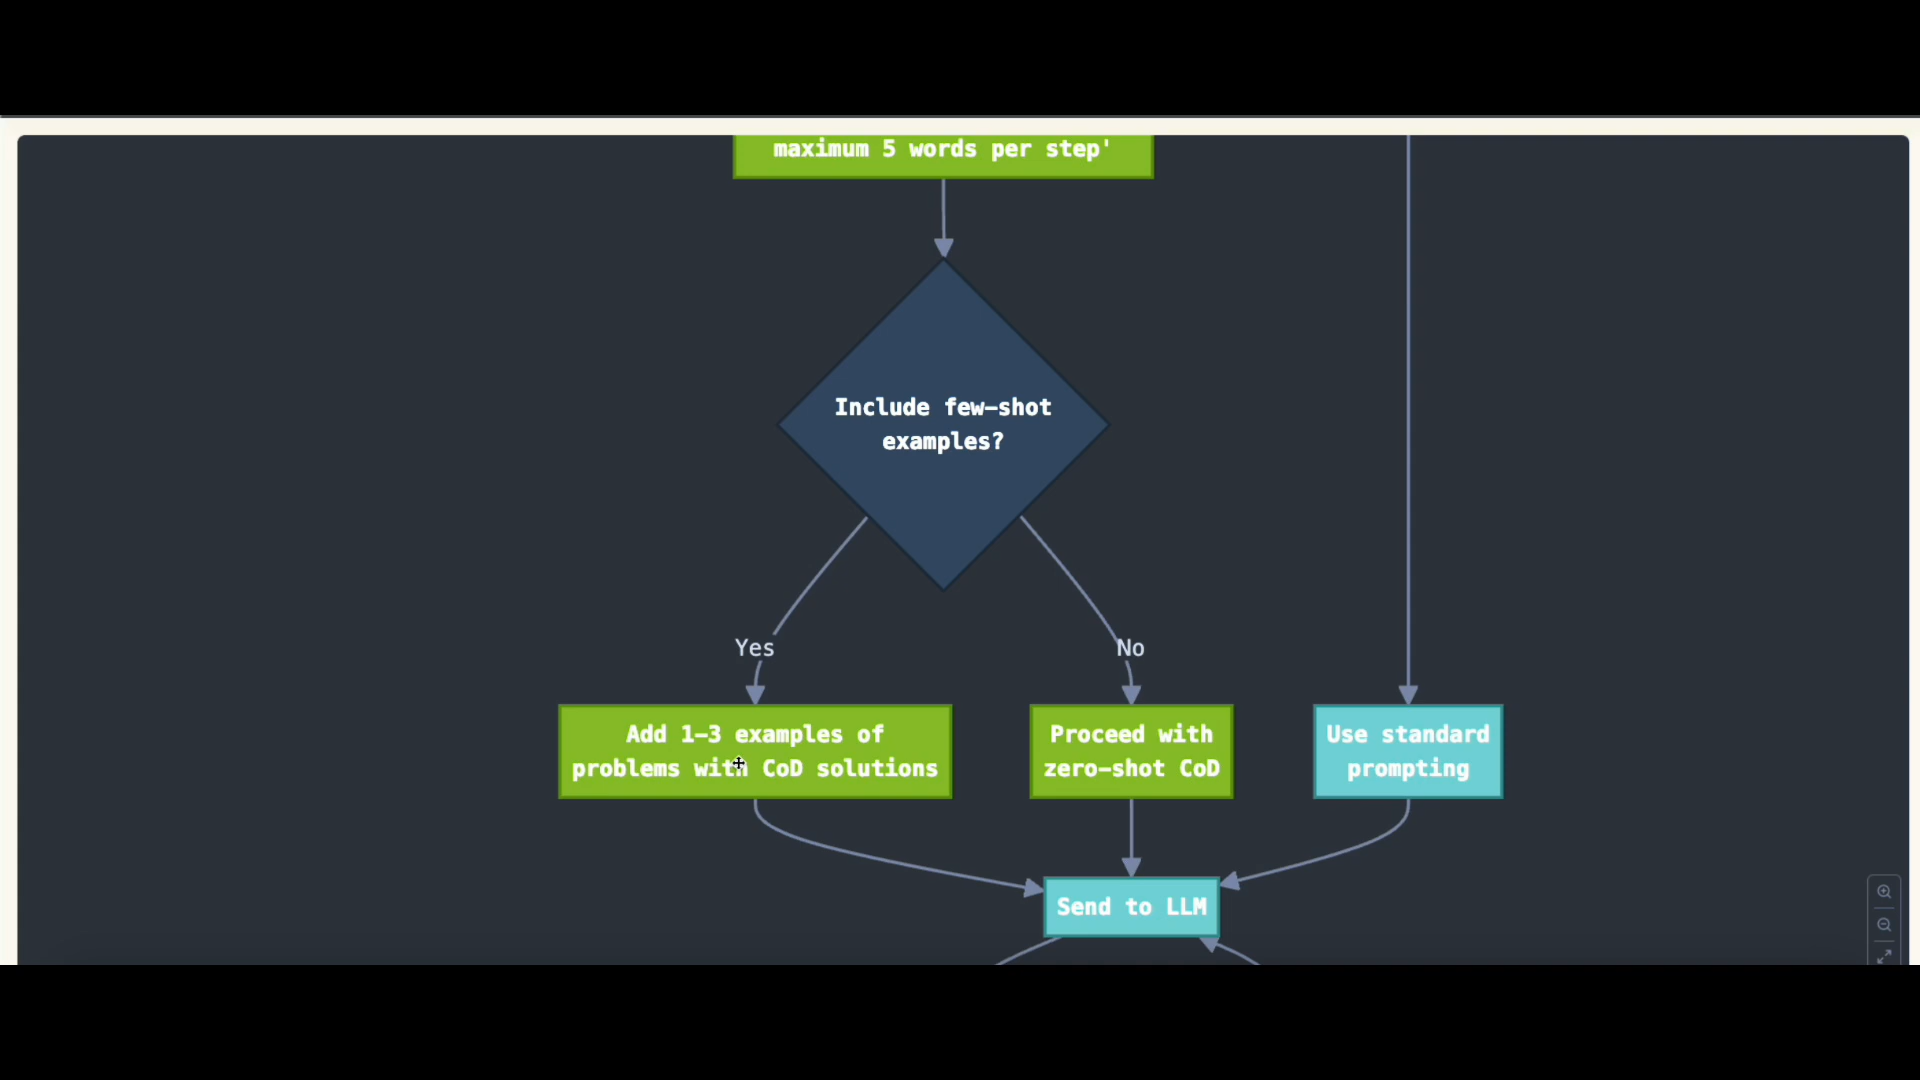 maximum 5 words per step'
Include few-shot
examples?
Yes
No
Add 1-3 examples of
problems with CoD solutions
Proceed with
zero-shot CoD
Use standard
prompting
Send to LLM